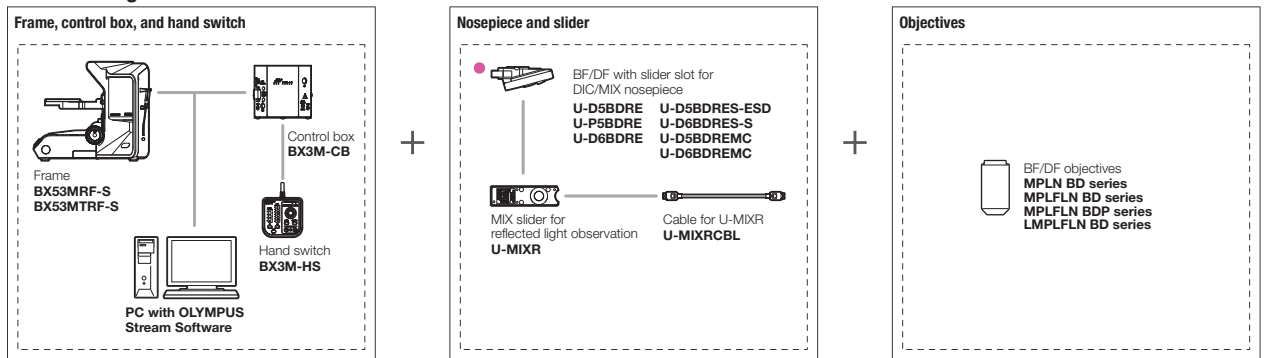 Frame, control box, and hand switch
Frame
BX53MRF-S
BX53MTRF-S
Control box
BX3M-CB
Hand switch
BX3M-HS
PC with OLYMPUS
Stream Software
+
Nosepiece and slider
BF/DF with slider slot for
DIC/MIX nosepiece
U-D5BDRE U-D5BDRES-ESD
U-P5BDRE U-D6BDRES-S
U-D6BDRE U-D5BDREMC
U-D6BDREMC
MIX slider for
reflected light observation
U-MIXR
Cable for U-MIXR
U-MIXRCBL
+
Objectives
BF/DF objectives
MPLN BD series
MPLFLN BD series
MPLFLN BDP series
LMPLFLN BD series